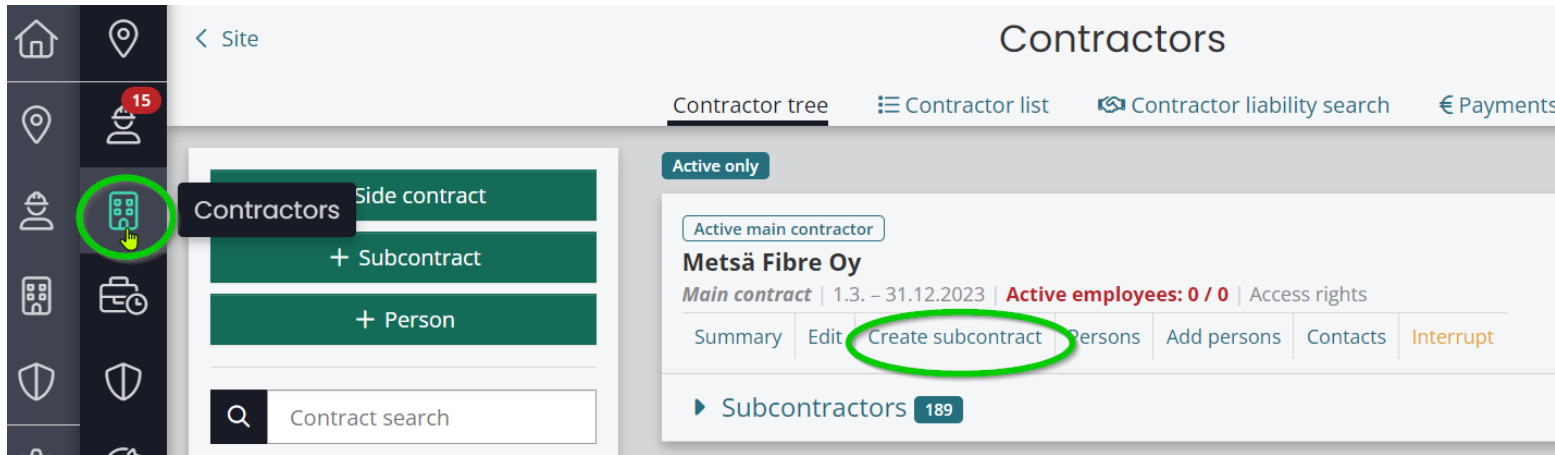 Site
Contractors
15
Contractor tree
Contractor list
Contractor liability search
€ Payments
Side contract
Contractors
+ Subcontract
+ Person
Contract search
Active only
Active main contractor
Metsä Fibre Oy
Main contract | 1.3. – 31.12.2023 | Active employees: 0 / 0 | Access rights
Summary Edit Create subcontract Persons Add persons Contacts Interrupt
Subcontractors 189